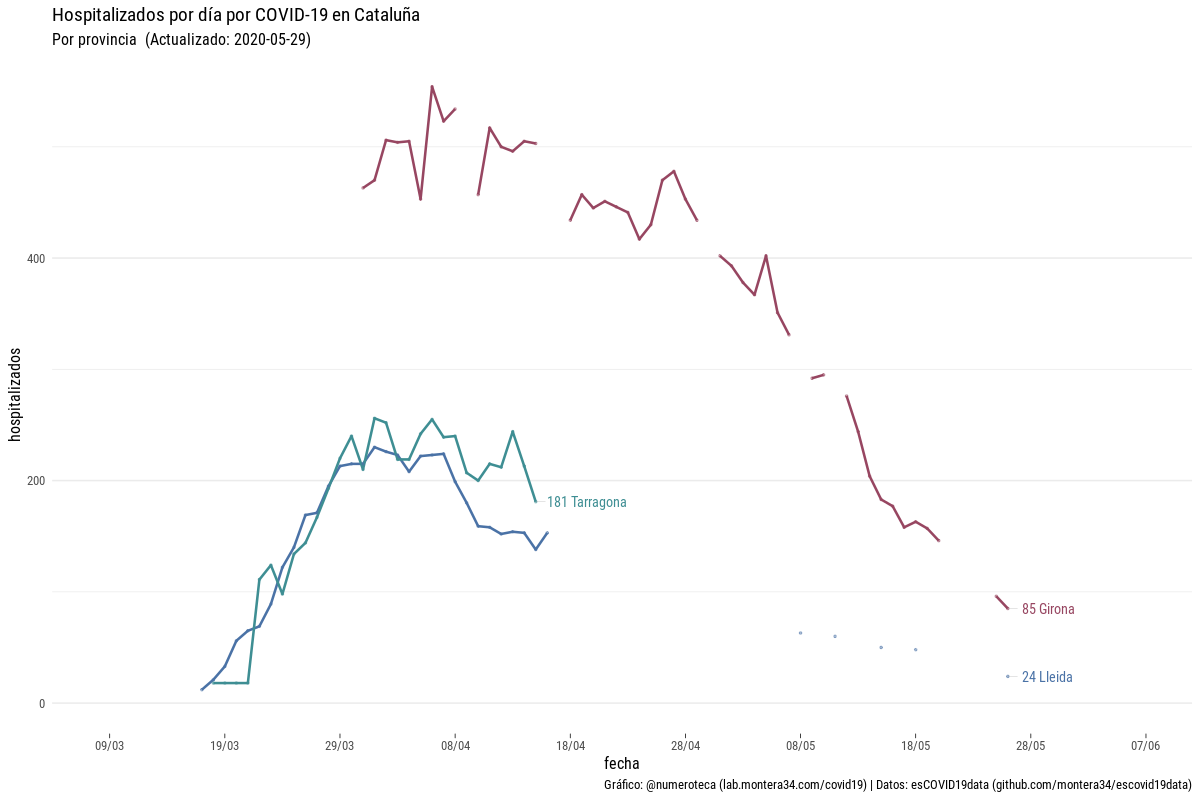 Hospitalizados por día por COVID-19 en Cataluña
Por provincia (Actualizado: 2020-05-29)
hospitalizados
400
200
0
181 Tarragona
85 Girona
24 Lleida
09/03 19/03 29/03 08/04 18/04 28/04 08/05 18/05 28/05 07/06
fecha
Gráfico: @numeroteca (lab.montera34.com/covid19) | Datos: esCOVID19data (github.com/montera34/escovid19data)